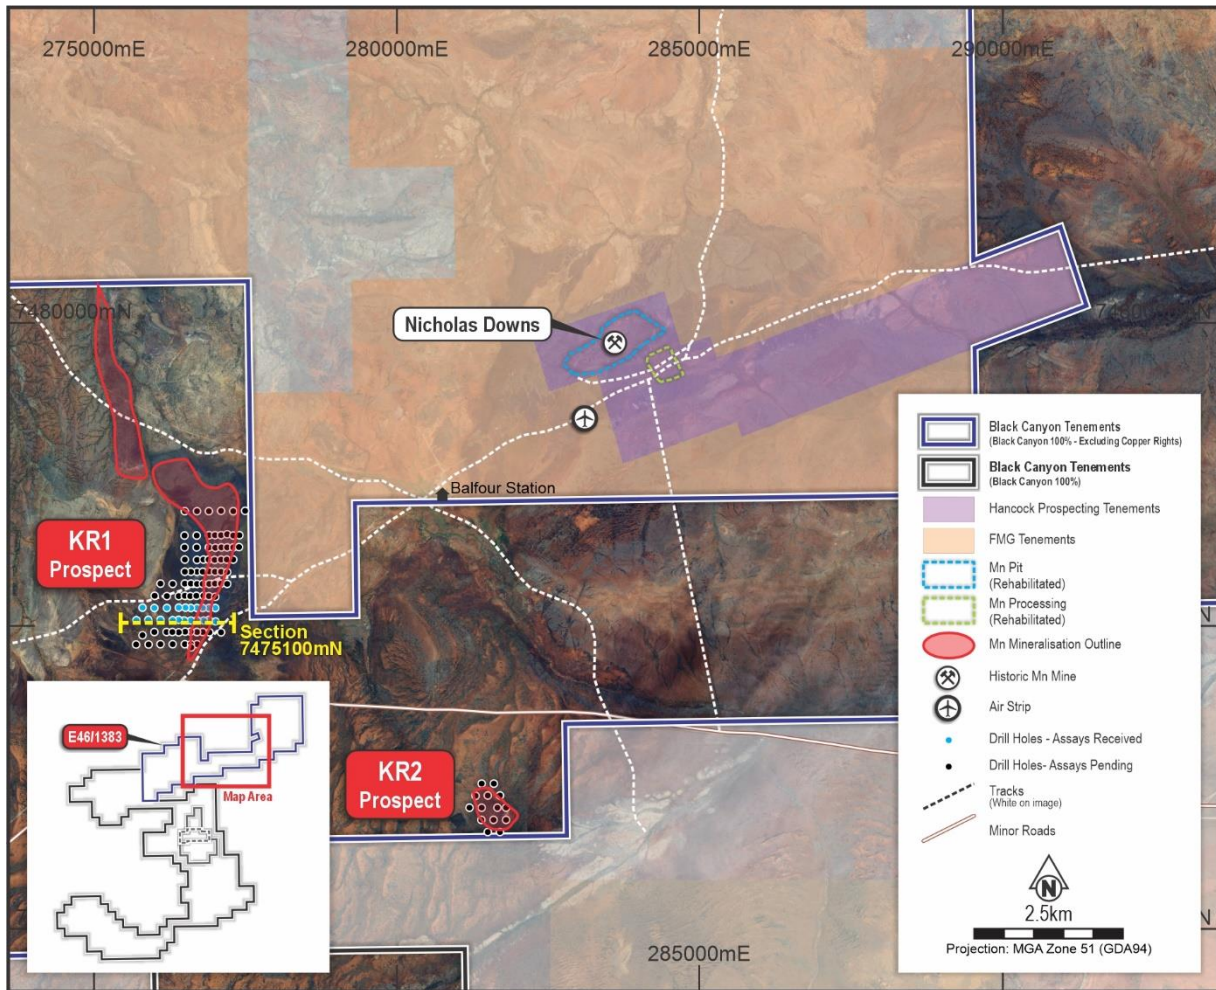 275000mE
280000mE
285000mE
290000mE
7480000mN
Nicholas Downs
Balfour Station
KR1
Prospect
Section
7475100mN
KR2
Prospect
E46/1383
Map Area
285000mE
Black Canyon Tenements
(Black Canyon 100% - Excluding Copper Rights)
Black Canyon Tenements
(Black Canyon 100%)
Hancock Prospecting Tenements
FMG Tenements
Mn Pit
(Rehabilitated)
Mn Processing
(Rehabilitated)
Mn Mineralisation Outline
Historic Mn Mine
Air Strip
Drill Holes - Assays Received
Drill Holes- Assays Pending
Tracks
(White on image)
Minor Roads
N
2.5km
Projection: MGA Zone 51 (GDA94)